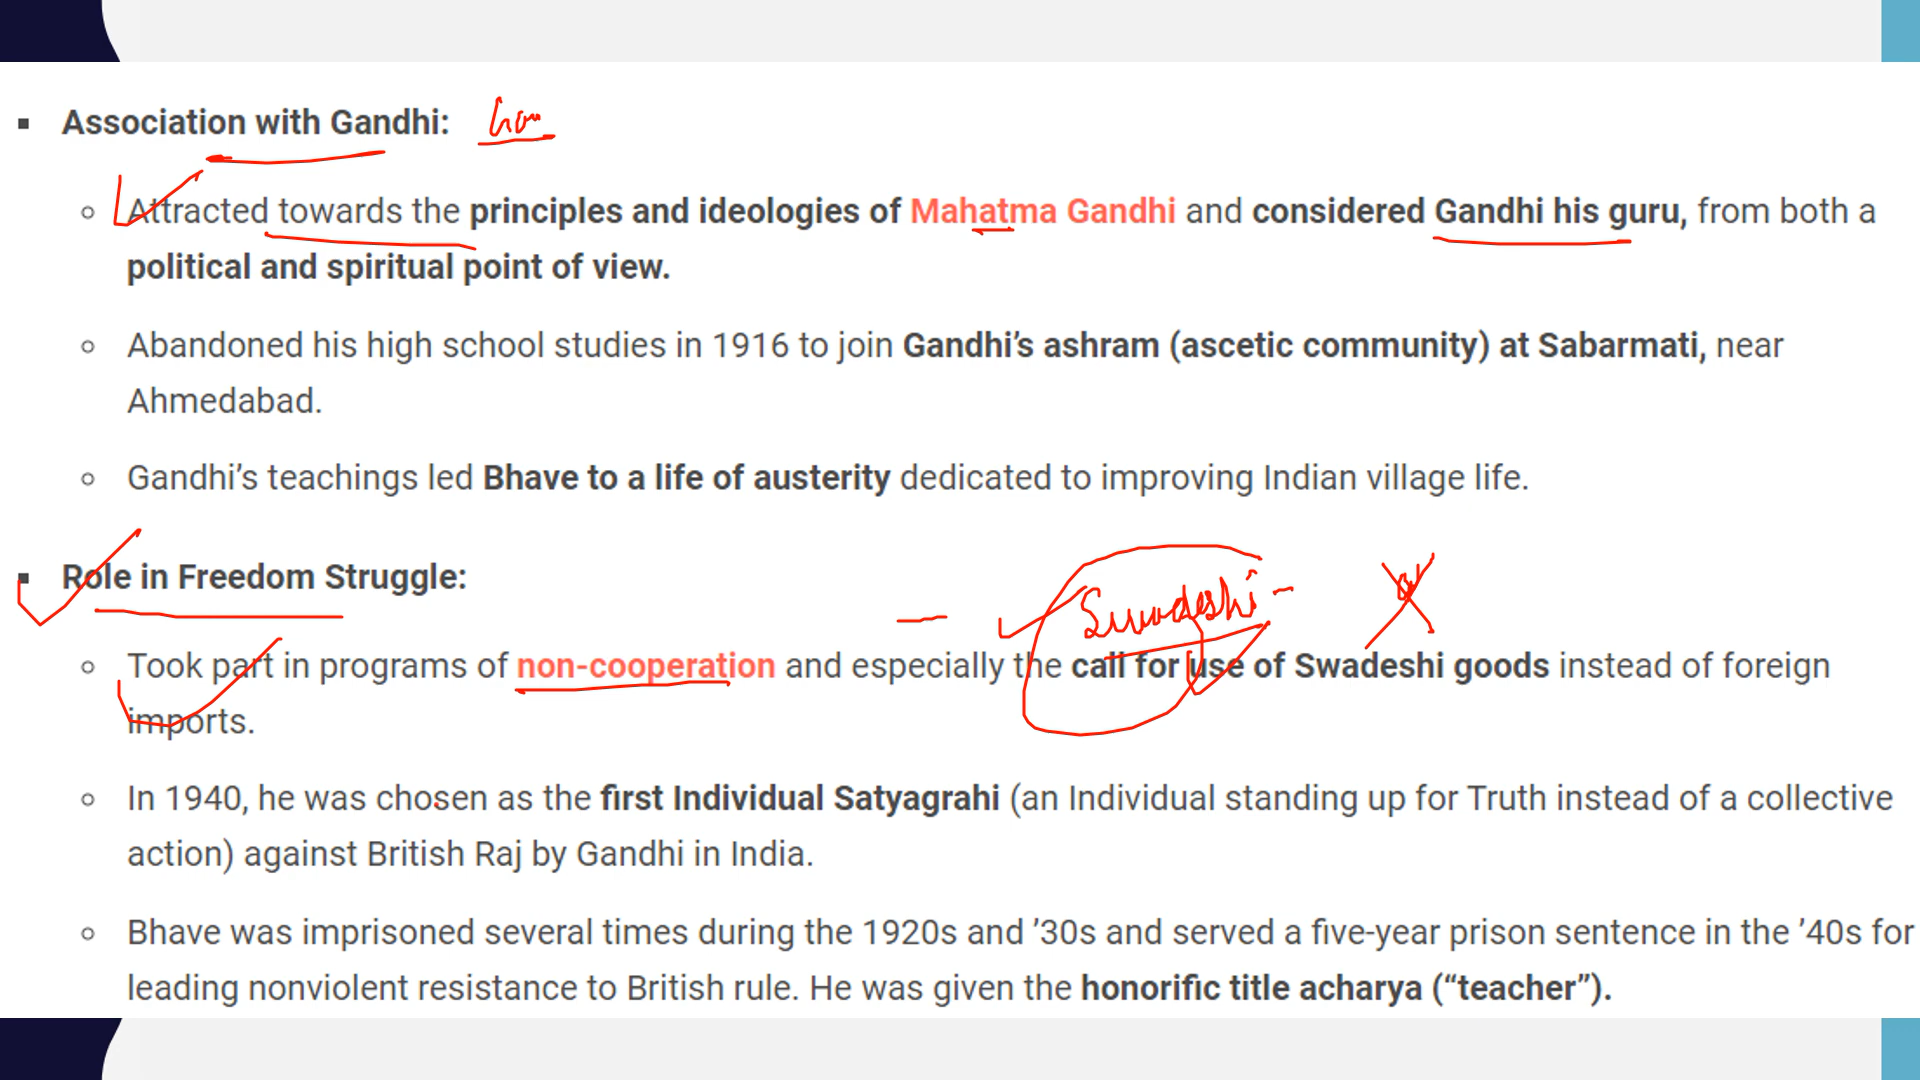 Association with Gandhi:
Attracted towards the principles and ideologies of Mahatma Gandhi and considered Gandhi his guru, from both a
political and spiritual point of view.
Abandoned his high school studies in 1916 to join Gandhi’s ashram (ascetic community) at Sabarmati, near
Ahmedabad.
Gandhi’s teachings led Bhave to a life of austerity dedicated to improving Indian village life.
Role in Freedom Struggle:
Swadeshi -
Took part in programs of non-cooperation and especially the call for use of Swadeshi goods instead of foreign
imports.
In 1940, he was chosen as the first Individual Satyagrahi (an Individual standing up for Truth instead of a collective
action) against British Raj by Gandhi in India.
Bhave was imprisoned several times during the 1920s and ’30s and served a five-year prison sentence in the ’40s for
leading nonviolent resistance to British rule. He was given the honorific title acharya (“teacher”).